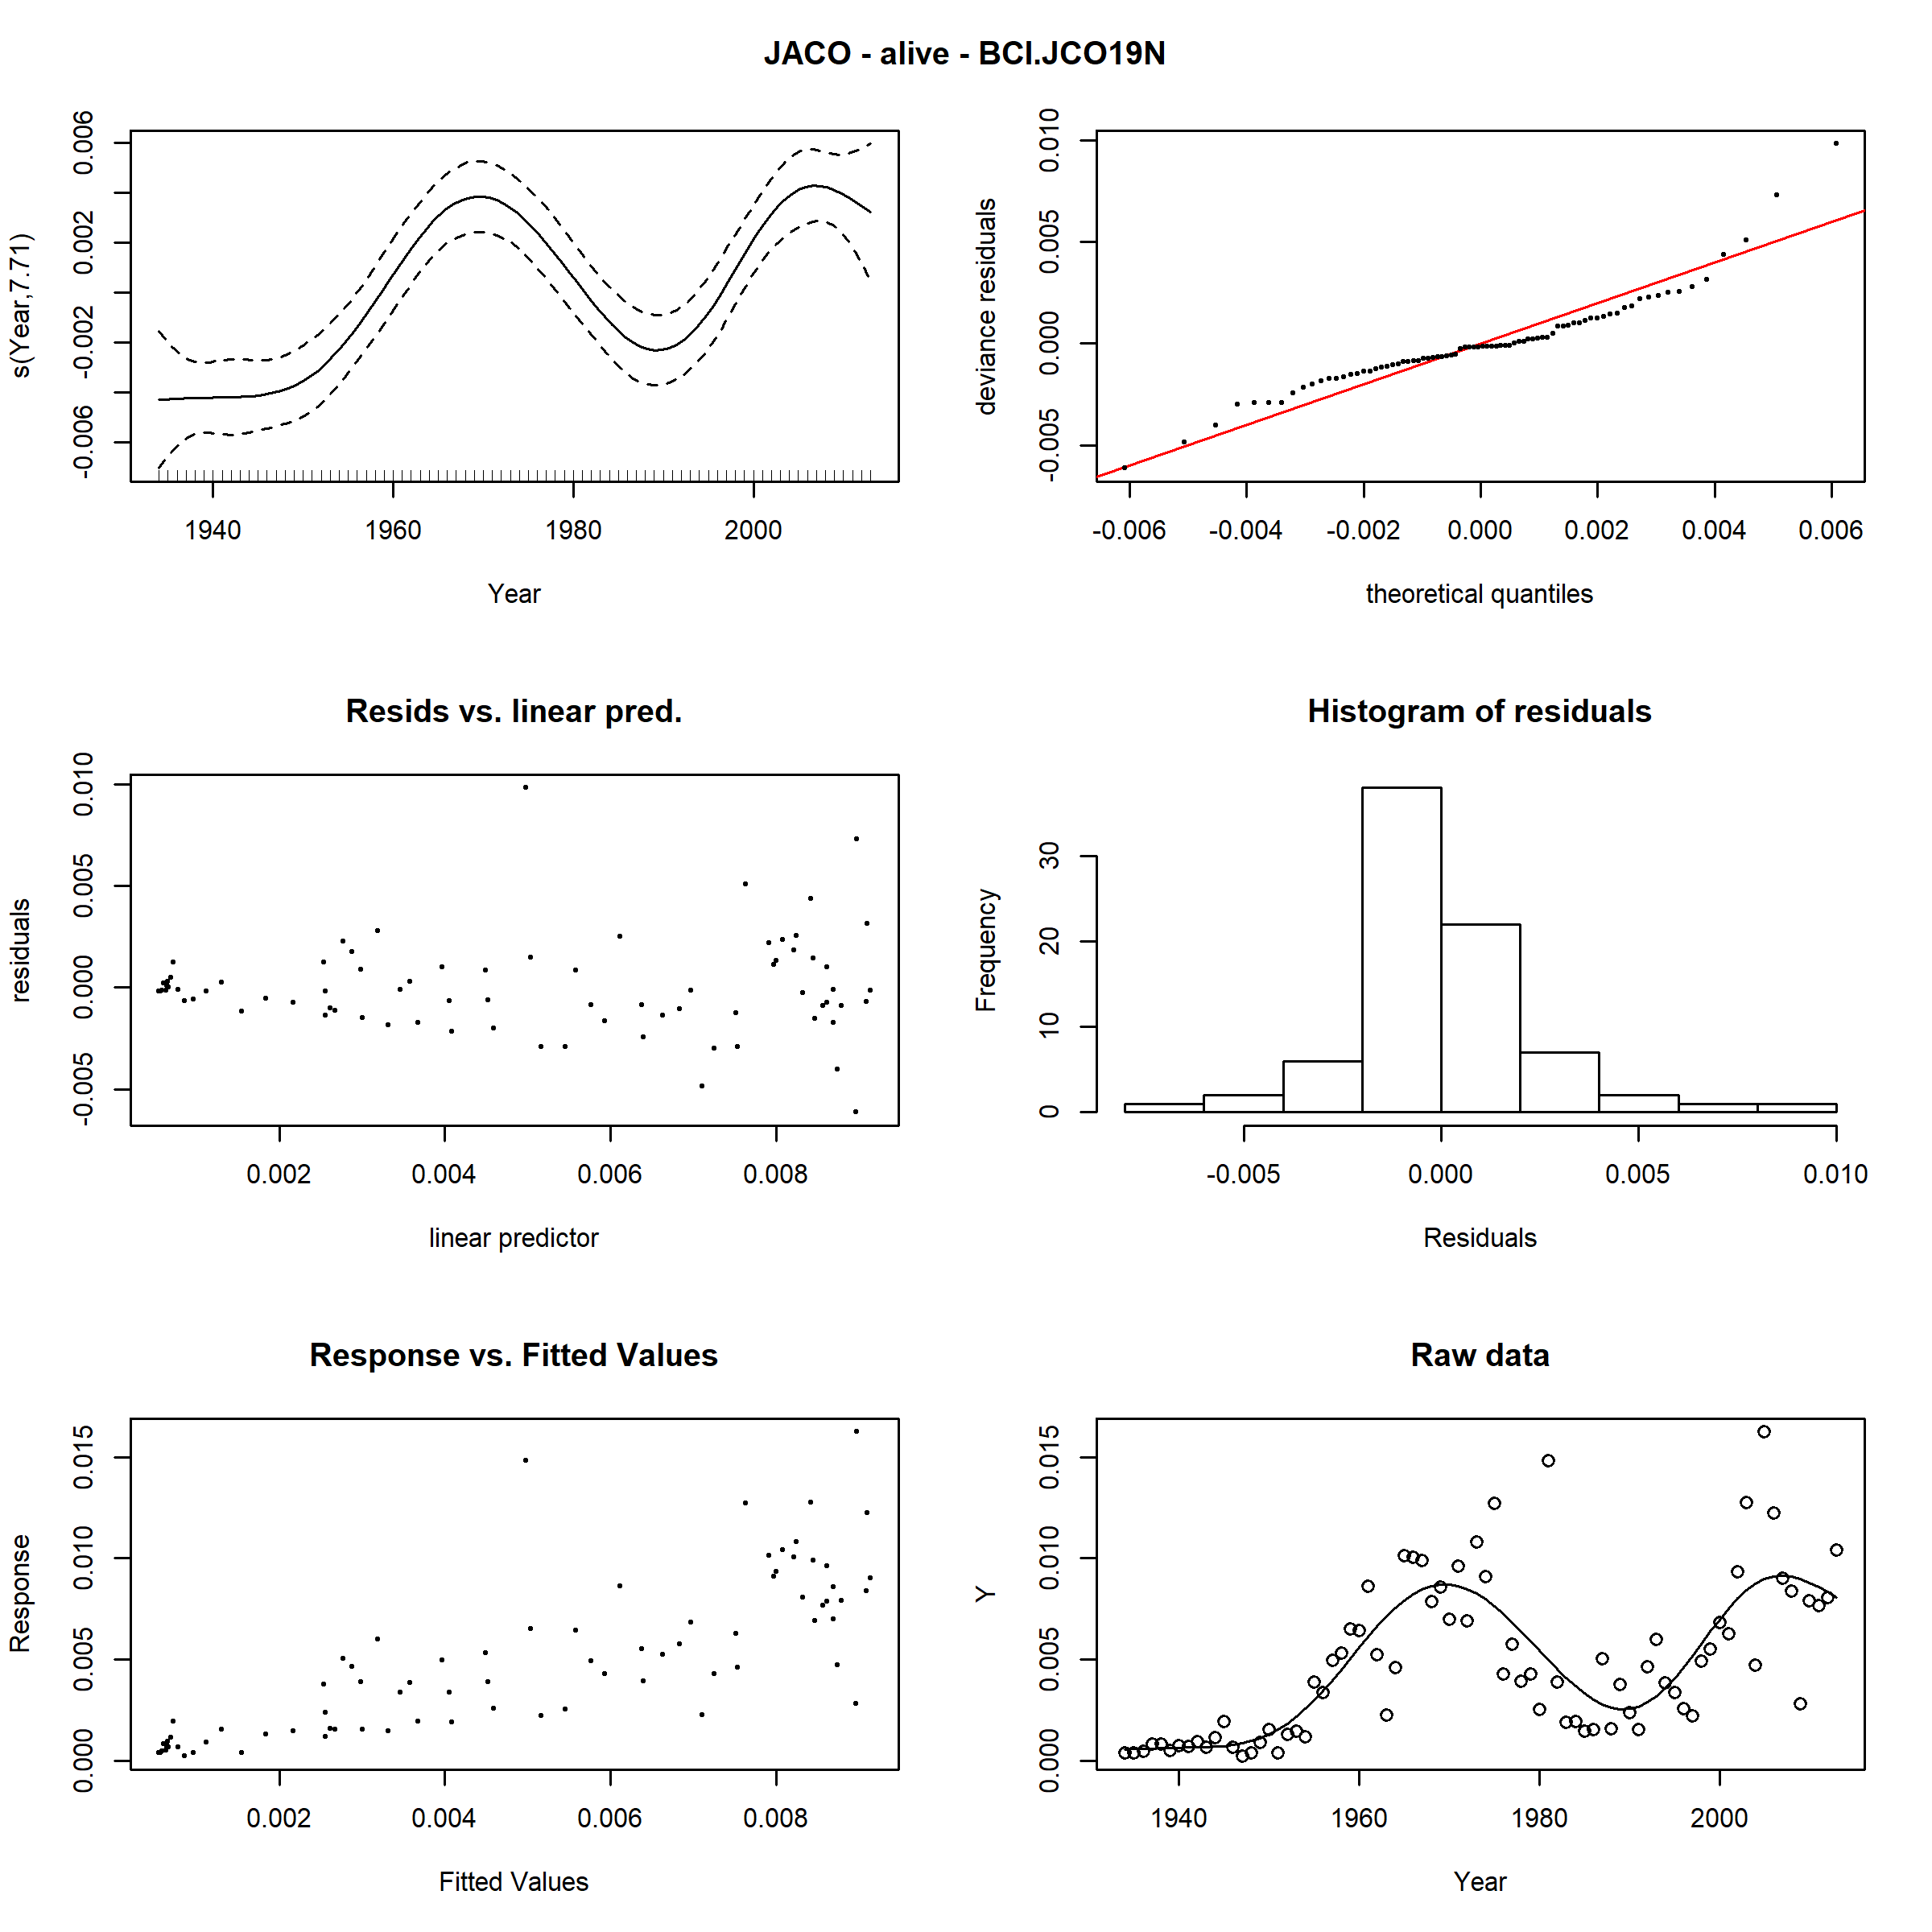 JACO - alive - BCI.JCO19N
s(Year,7.71)
-0.006 -0.002 0.002 0.006
1940 1960 1980 2000
Year
deviance residuals
-0.005 0.000 0.005 0.010
-0.006 -0.004 -0.002 0.000 0.002 0.004 0.006
theoretical quantiles
Resids vs. linear pred.
residuals
-0.005 0.000 0.005 0.010
0.002 0.004 0.006 0.008
linear predictor
Histogram of residuals
Frequency
0 10 20 30
-0.005 0.000 0.005 0.010
Residuals
Response vs. Fitted Values
Response
0.000 0.005 0.010 0.015
0.002 0.004 0.006 0.008
Fitted Values
Raw data
Y
0.000 0.005 0.010 0.015
1940 1960 1980 2000
Year